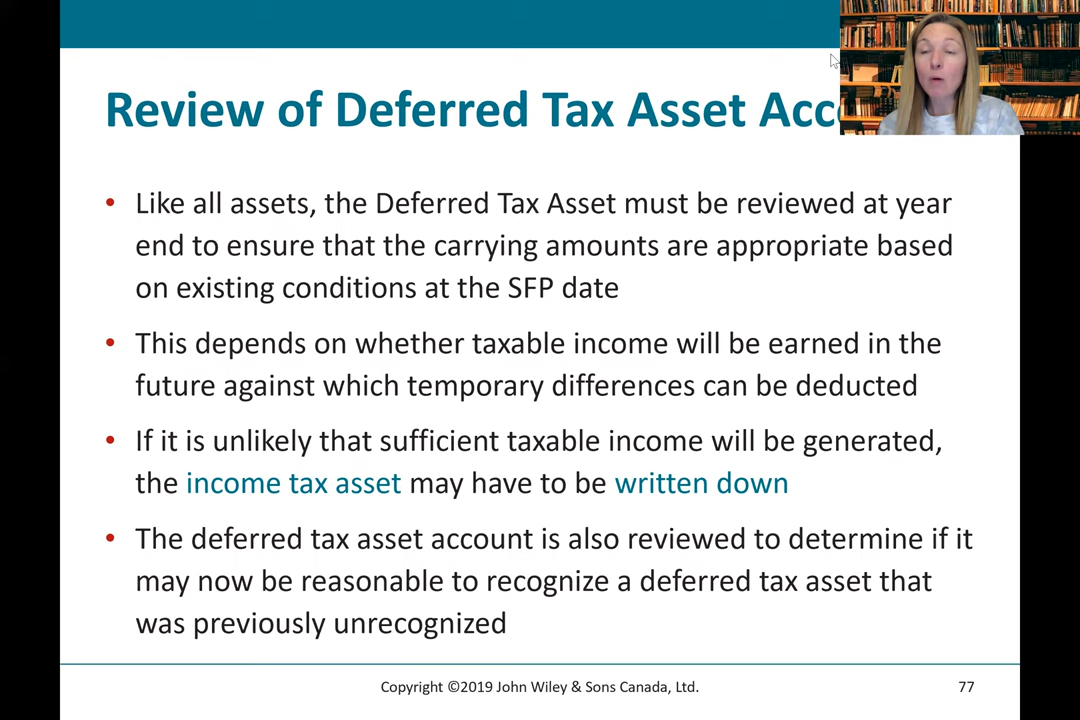 Review of Deferred Tax Asset
• Like all assets, the Deferred Tax Asset must be reviewed at year
end to ensure that the carrying amounts are appropriate based
on existing conditions at the SFP date
• This depends on whether taxable income will be earned in the
future against which temporary differences can be deducted
• If it is unlikely that sufficient taxable income will be generated,
the income tax asset may have to be written down
• The deferred tax asset account is also reviewed to determine if it
may now be reasonable to recognize a deferred tax asset that
was previously unrecognized
Copyright ©2019 John Wiley & Sons Canada, Ltd.
77